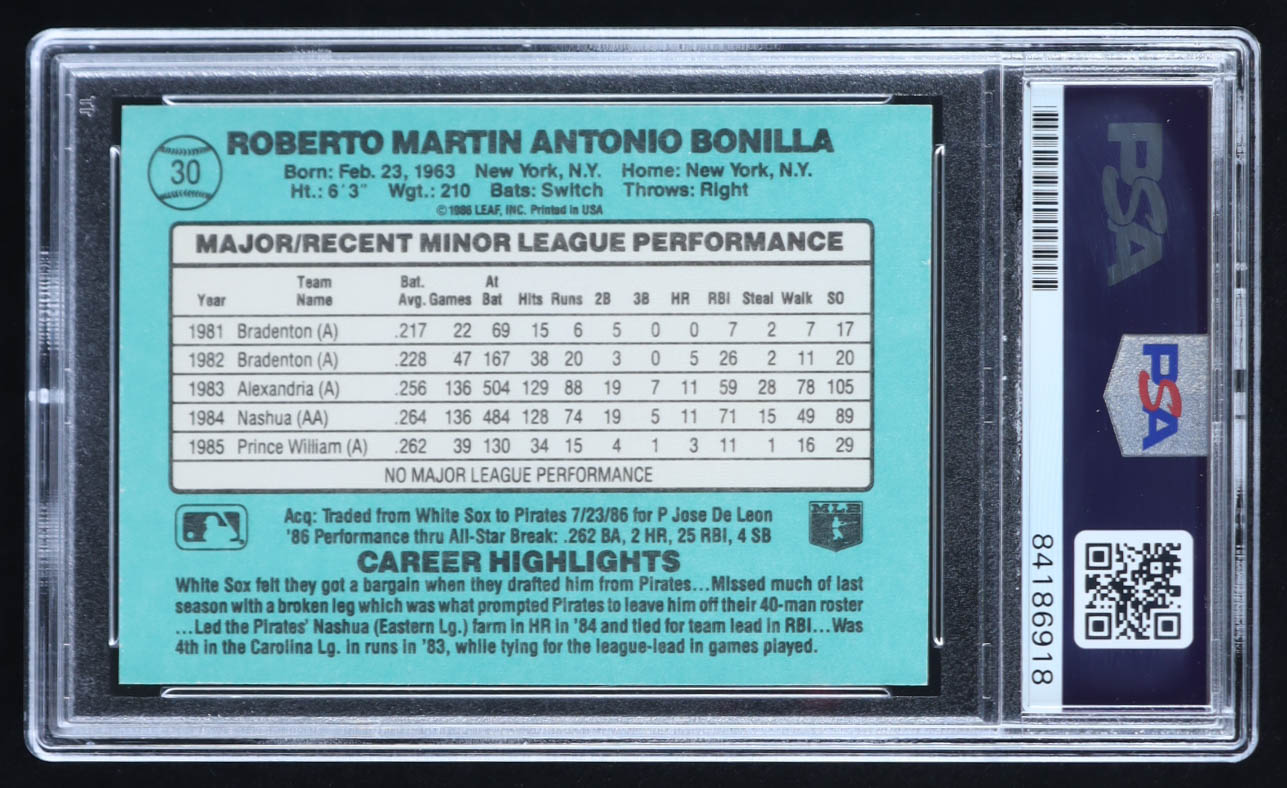 30
ROBERTO MARTIN ANTONIO BONILLA
Born: Feb. 23, 1963 New York, N.Y. Home: New York, N.Y.
Ht.: 6'3" Wgt.: 210 Bats: Switch Throws: Right
© 1986 LEAF, INC. Printed in USA
MAJOR/RECENT MINOR LEAGUE PERFORMANCE
Year Team Name Bat. Avg. Games At Bat Hits Runs 2B 3B HR RBI Steal Walk SO
1981 Bradenton (A) .217 22 69 15 6 5 0 0 7 2 7 17
1982 Bradenton (A) .228 47 167 38 20 3 0 5 26 2 11 20
1983 Alexandria (A) .256 136 504 129 88 19 7 11 59 28 78 105
1984 Nashua (AA) .264 136 484 128 74 19 5 11 71 15 49 89
1985 Prince William (A) .262 39 130 34 15 4 1 3 11 1 16 29
NO MAJOR LEAGUE PERFORMANCE
Acq: Traded from White Sox to Pirates 7/23/86 for P Jose De Leon
'86 Performance thru All-Star Break: .262 BA, 2 HR, 25 RBI, 4 SB
MLB
CAREER HIGHLIGHTS
White Sox felt they got a bargain when they drafted him from Pirates...Missed much of last
season with a broken leg which was what prompted Pirates to leave him off their 40-man roster
...Led the Pirates' Nashua (Eastern Lg.) farm in HR in '84 and tied for team lead in RBI...Was
4th in the Carolina Lg. in runs in '83, while tying for the league-lead in games played.
PSA
PSA
84186918